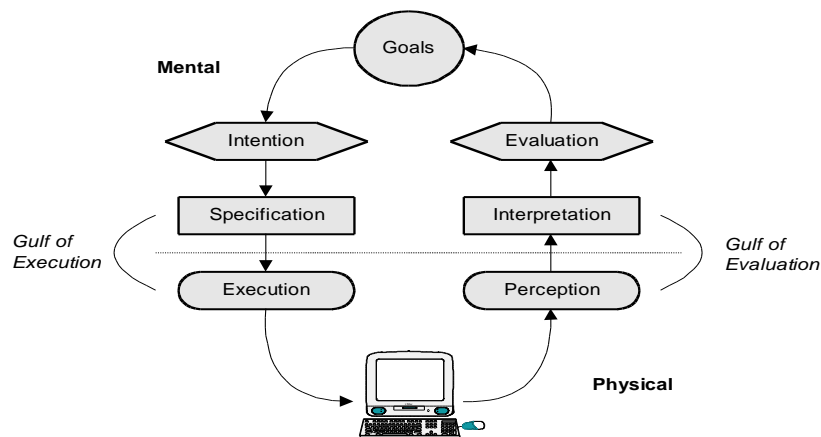 Goals
Mental
Intention
Evaluation
Specification
Interpretation
Gulf of
Execution
Gulf of
Evaluation
Execution
Perception
Physical